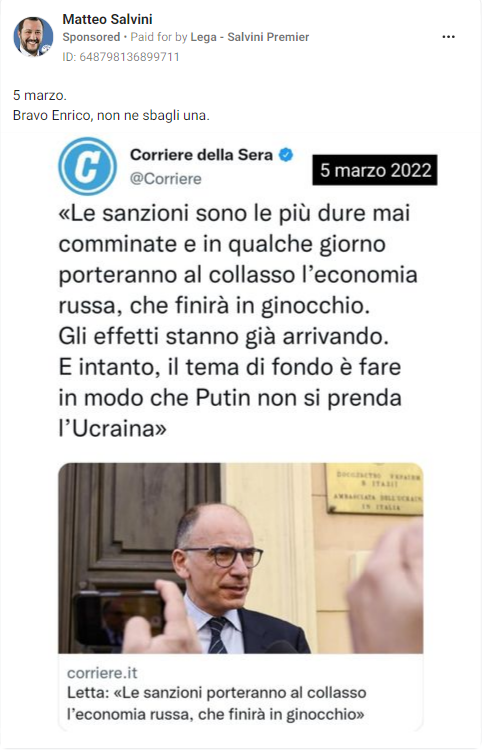 Matteo Salvini
Sponsored • Paid for by Lega - Salvini Premier
ID: 648798136899711
5 marzo.
Bravo Enrico, non ne sbagli una.
Corriere della Sera
@Corriere
5 marzo 2022
«Le sanzioni sono le più dure mai
comminate e in qualche giorno
porteranno al collasso l’economia
russa, che finirà in ginocchio.
Gli effetti stanno già arrivando.
E intanto, il tema di fondo è fare
in modo che Putin non si prenda
l’Ucraina»
AMBASCIATA DELL'UCRAIN
IN ITALIA
corriere.it
Letta: «Le sanzioni porteranno al collasso
l’economia russa, che finirà in ginocchio»